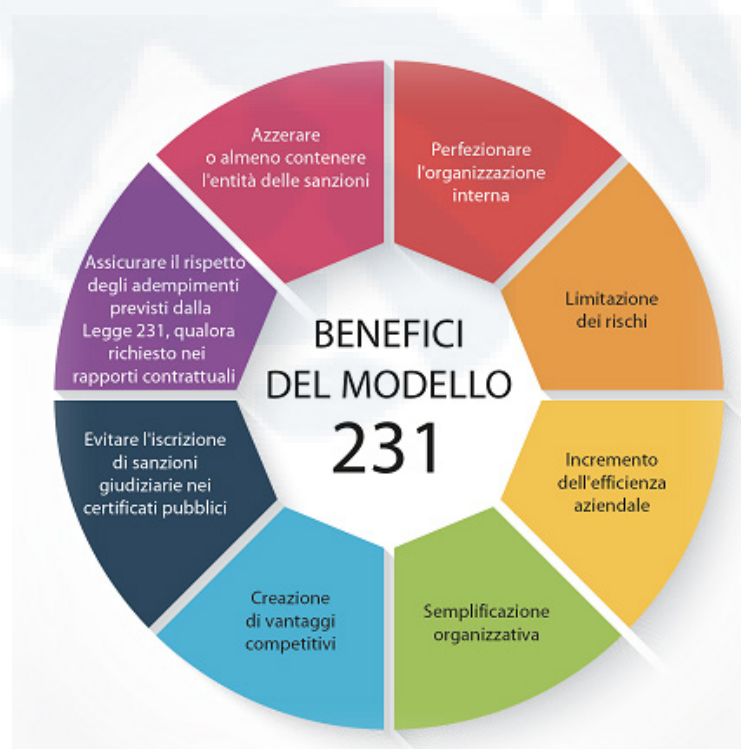 BENEFICI
DEL MODELLO
231
Perfezionare
l'organizzazione
interna
Limitazione
dei rischi
Incremento
dell'efficienza
aziendale
Semplificazione
organizzativa
Creazione
di vantaggi
competitivi
Evitare l'iscrizione
di sanzioni
giudiziarie nei
certificati pubblici
Assicurare il rispetto
degli adempimenti
previsti dalla
Legge 231, qualora
richiesto nei
rapporti contrattuali
Azzerare
o almeno contenere
l'entità delle sanzioni